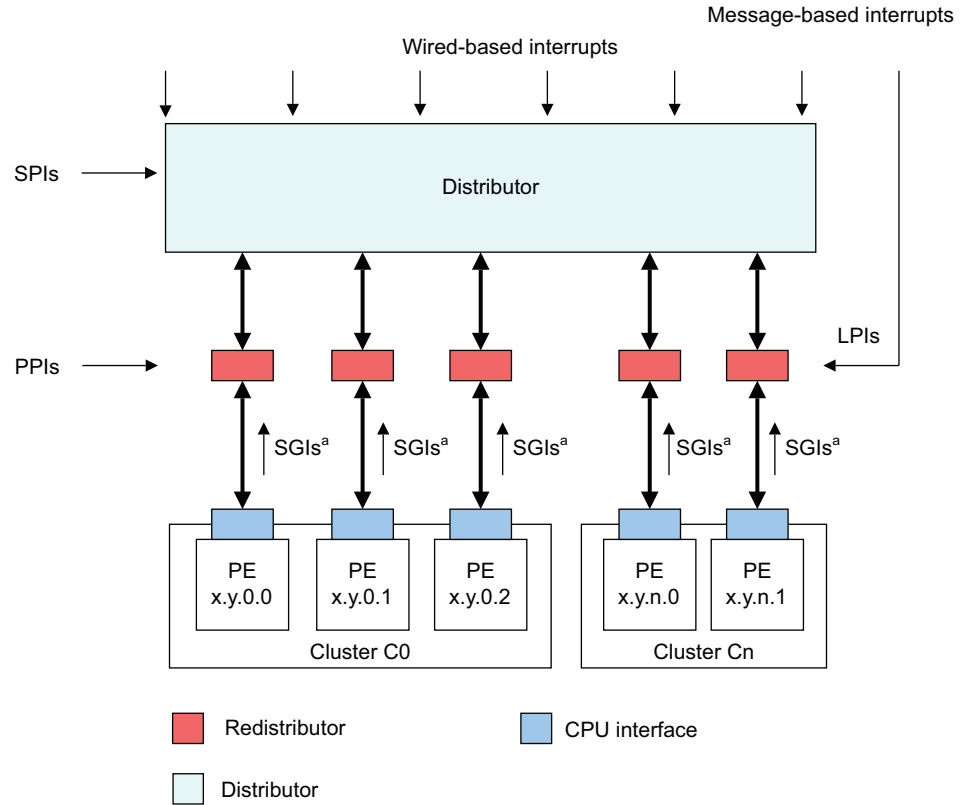 Message-based interrupts
Wired-based interrupts
SPIs
Distributor
PPIs
LPIs
SGIsᵃ SGIsᵃ SGIsᵃ SGIsᵃ SGIsᵃ
PE PE PE PE PE
x.y.0.0 x.y.0.1 x.y.0.2 x.y.n.0 x.y.n.1
Cluster C0 Cluster Cn
Redistributor CPU interface
Distributor